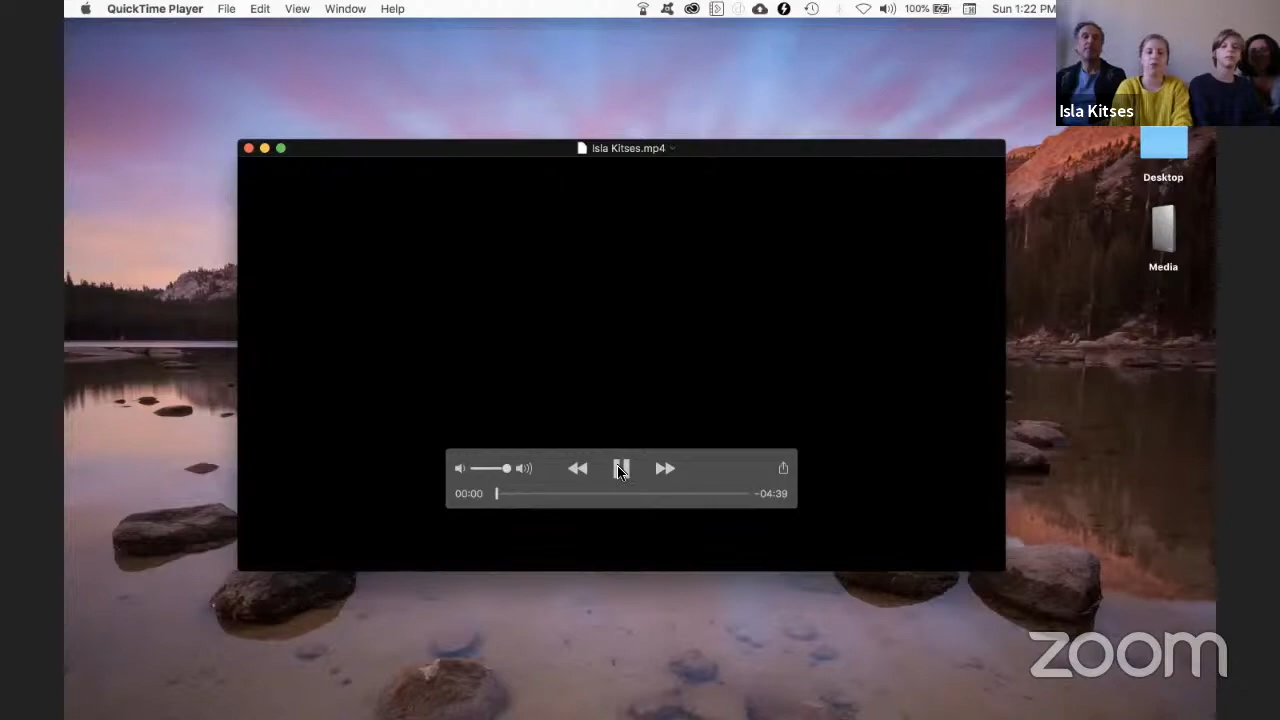 QuickTime Player File Edit View Window Help 100% Sun 1:22 PM
Isla Kitses
Isla Kitses.mp4
Desktop
Media
00:00 -04:39
zoom